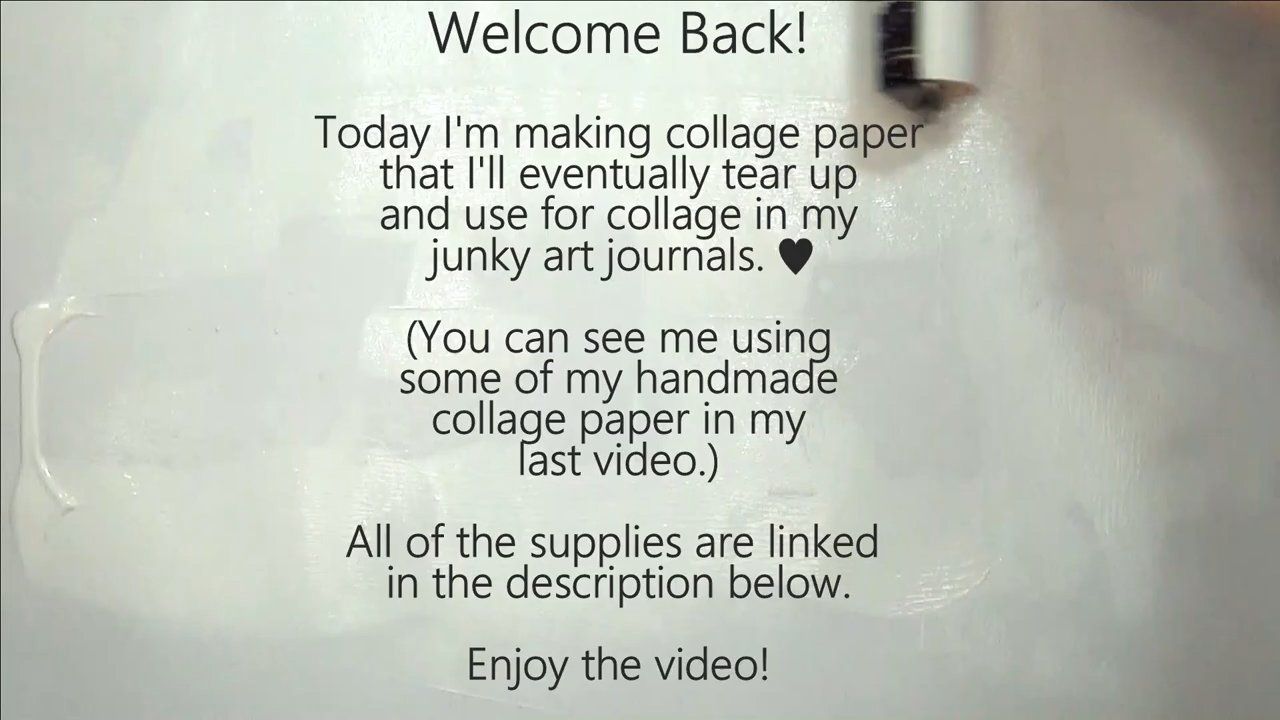 Welcome Back!
Today I'm making collage paper
that I'll eventually tear up
and use for collage in my
junky art journals. ♥
(You can see me using
some of my handmade
collage paper in my
last video.)
All of the supplies are linked
in the description below.
Enjoy the video!